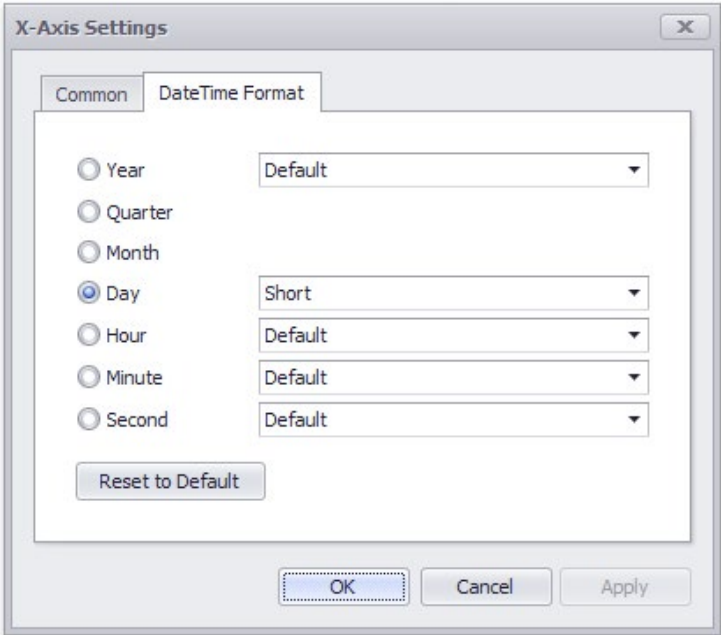 X-Axis Settings
Common DateTime Format
Year Default
Quarter
Month
Day Short
Hour Default
Minute Default
Second Default
Reset to Default
OK Cancel Apply